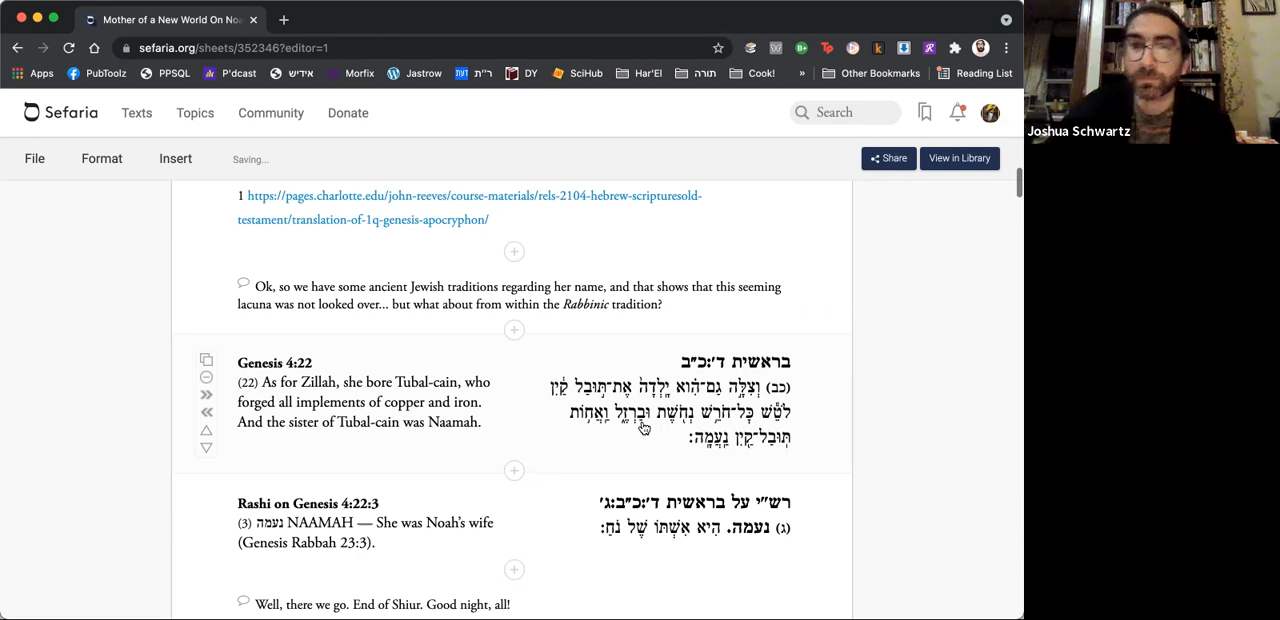 Mother of a New World On Noa
sefaria.org/sheets/352346?editor=1
Apps PubToolz PPSQL P'dcast אידיש Morfix Jastrow ר״ת DY SciHub Har'El תורה Cook! » Other Bookmarks Reading List
Sefaria Texts Topics Community Donate Search
File Format Insert Saving... Share View in Library
1 https://pages.charlotte.edu/john-reeves/course-materials/rels-2104-hebrew-scripturesold-
testament/translation-of-1q-genesis-apocryphon/
Ok, so we have some ancient Jewish traditions regarding her name, and that shows that this seeming
lacuna was not looked over... but what about from within the Rabbinic tradition?
Genesis 4:22
(22) As for Zillah, she bore Tubal-cain, who
forged all implements of copper and iron.
And the sister of Tubal-cain was Naamah.
בראשית ד׳:כ״ב
(כב) וְצִלָּ֣ה גַם־הִ֗וא יָֽלְדָה֙ אֶת־תּ֣וּבַל קַ֔יִן
לֹטֵ֕שׁ כׇּל־חֹרֵ֥שׁ נְחֹ֖שֶׁת וּבַרְזֶ֑ל וַֽאֲח֥וֹת
תּֽוּבַל־קַ֖יִן נַֽעֲמָֽה׃
Rashi on Genesis 4:22:3
(3) נעמה NAAMAH — She was Noah's wife
(Genesis Rabbah 23:3).
רש״י על בראשית ד׳:כ״ב:ג׳
(ג) נעמה. הִיא אִשְׁתּוֹ שֶׁל נֹחַ:
Well, there we go. End of Shiur. Good night, all!
Joshua Schwartz